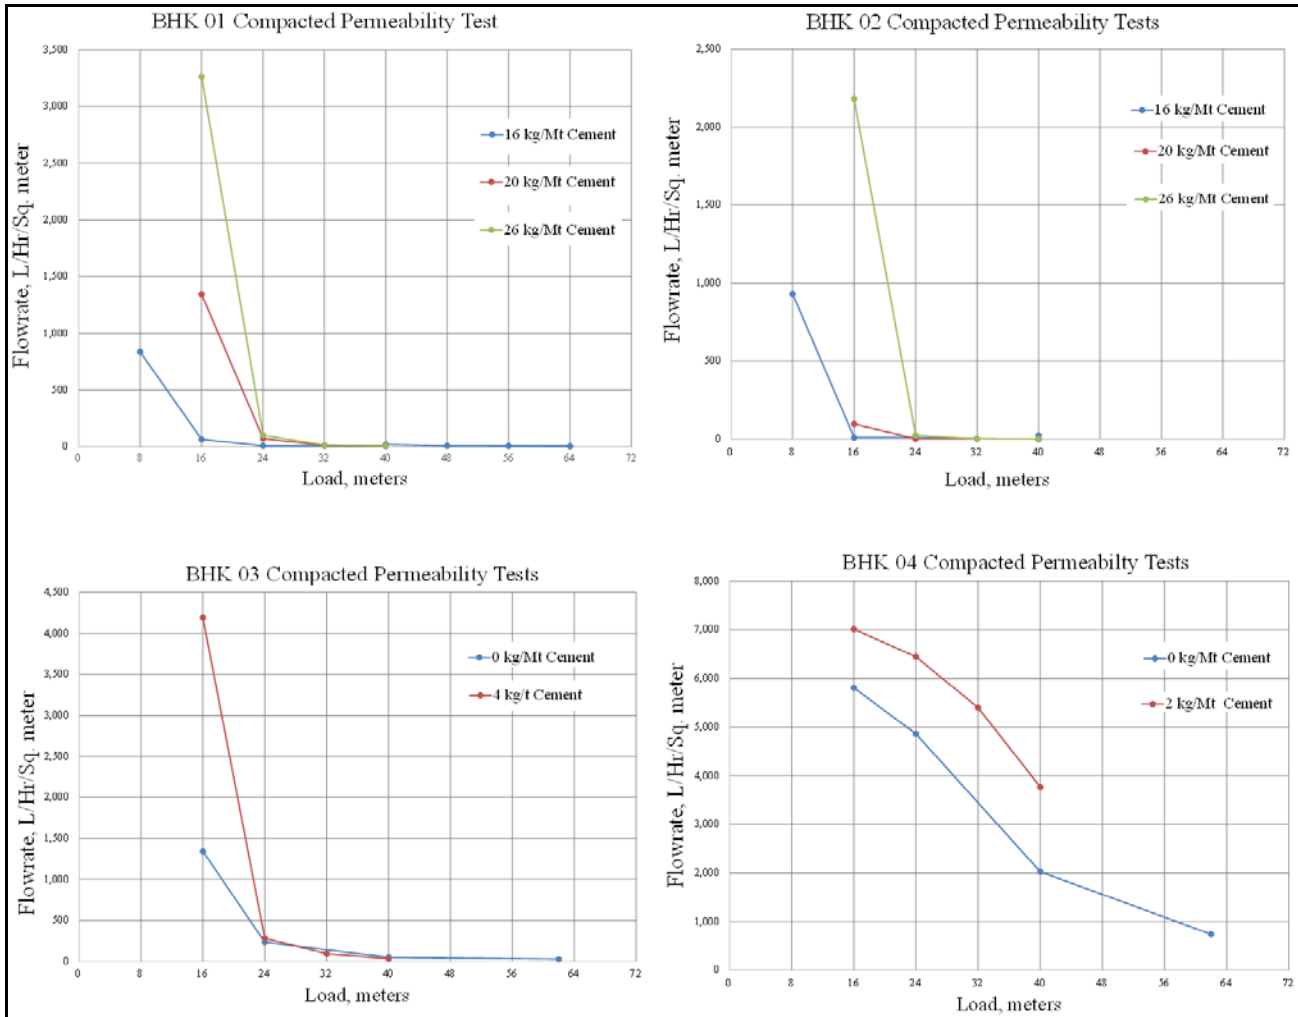 BHK 01 Compacted Permeability Test
3,500
3,000
2,500
2,000
1,500
1,000
500
0
Flowrate, L/Hr/Sq. meter
16 kg/Mt Cement
20 kg/Mt Cement
26 kg/Mt Cement
0 8 16 24 32 40 48 56 64 72
Load, meters
BHK 02 Compacted Permeability Tests
2,500
2,000
1,500
1,000
500
0
Flowrate, L/Hr/Sq. meter
16 kg/Mt Cement
20 kg/Mt Cement
26 kg/Mt Cement
0 8 16 24 32 40 48 56 64 72
Load, meters
BHK 03 Compacted Permeability Tests
4,500
4,000
3,500
3,000
2,500
2,000
1,500
1,000
500
0
Flowrate, L/Hr/Sq. meter
0 kg/Mt Cement
4 kg/t Cement
0 8 16 24 32 40 48 56 64 72
Load, meters
BHK 04 Compacted Permeabilty Tests
8,000
7,000
6,000
5,000
4,000
3,000
2,000
1,000
0
Flowrate, L/Hr/Sq. meter
0 kg/Mt Cement
2 kg/Mt Cement
0 8 16 24 32 40 48 56 64 72
Load, meters